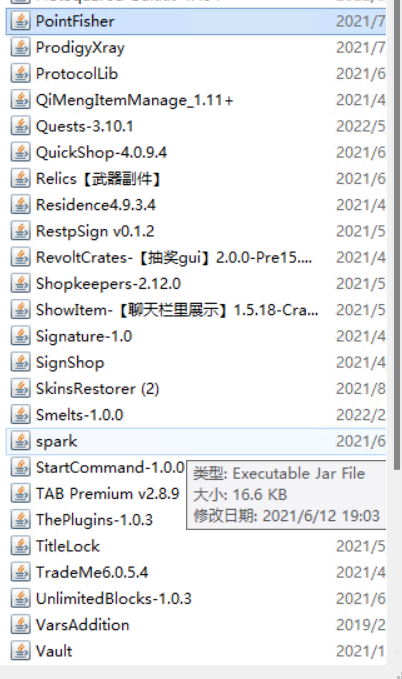 PointFisher 2021/7
ProdigyXray 2021/7
ProtocolLib 2021/6
QiMengItemManage_1.11+ 2021/4
Quests-3.10.1 2022/5
QuickShop-4.0.9.4 2021/6
Relics【武器副件】 2021/6
Residence4.9.3.4 2021/4
RestpSign v0.1.2 2021/5
RevoltCrates-【抽奖gui】2.0.0-Pre15.... 2021/4
Shopkeepers-2.12.0 2021/5
ShowItem-【聊天栏里展示】1.5.18-Cra... 2021/5
Signature-1.0 2021/4
SignShop 2021/4
SkinsRestorer (2) 2021/8
Smelts-1.0.0 2022/2
spark 2021/6
StartCommand-1.0.0
类型: Executable Jar File
TAB Premium v2.8.9
大小: 16.6 KB
ThePlugins-1.0.3
修改日期: 2021/6/12 19:03
TitleLock 2021/5
TradeMe6.0.5.4 2021/4
UnlimitedBlocks-1.0.3 2021/6
VarsAddition 2019/2
Vault 2021/1